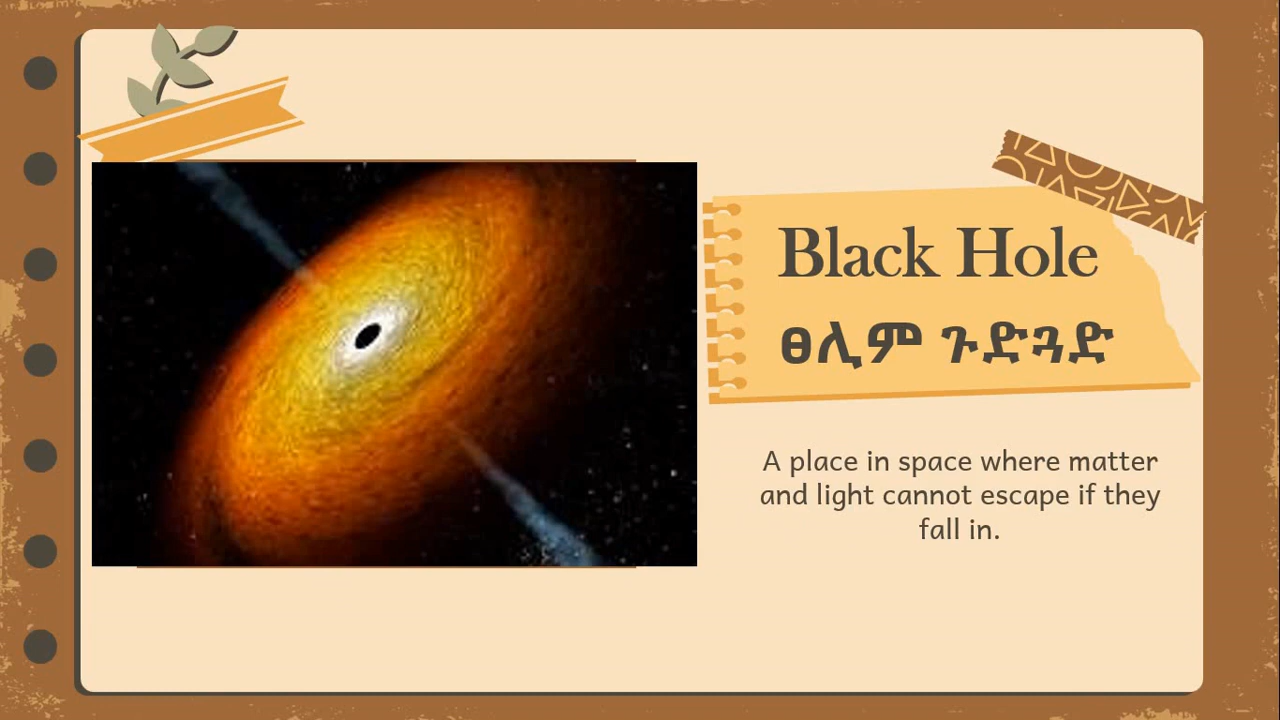 Black Hole
ፀሊም ጉድጓድ
A place in space where matter
and light cannot escape if they
fall in.